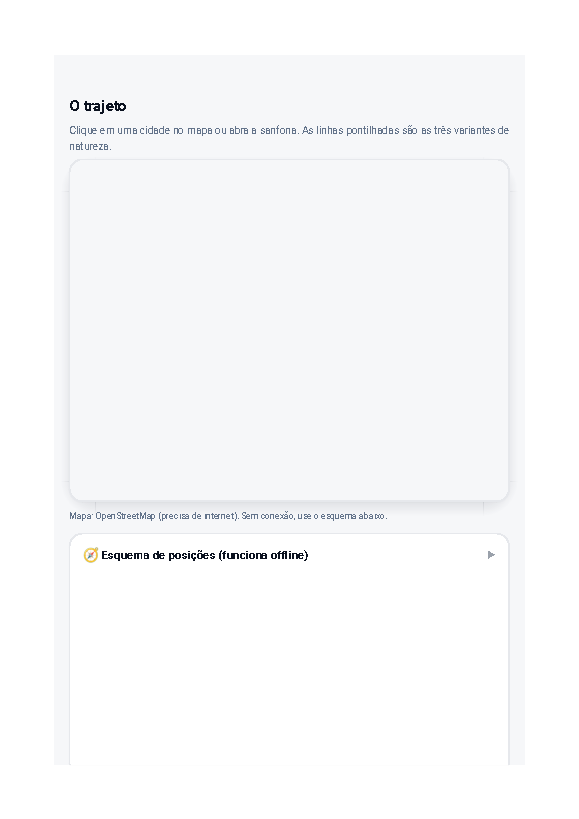 O trajeto
Clique em uma cidade no mapa ou abra a sanfona. As linhas pontilhadas são as três variantes de
natureza.
Mapa: OpenStreetMap (precisa de internet). Sem conexão, use o esquema abaixo.
🧭 Esquema de posições (funciona offline)